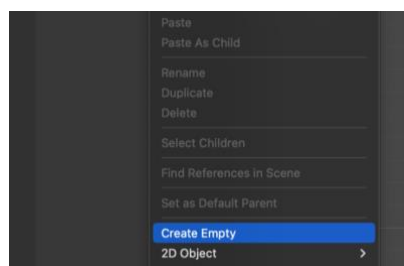 Paste
Paste As Child
Rename
Duplicate
Delete
Select Children
Find References in Scene
Set as Default Parent
Create Empty
2D Object